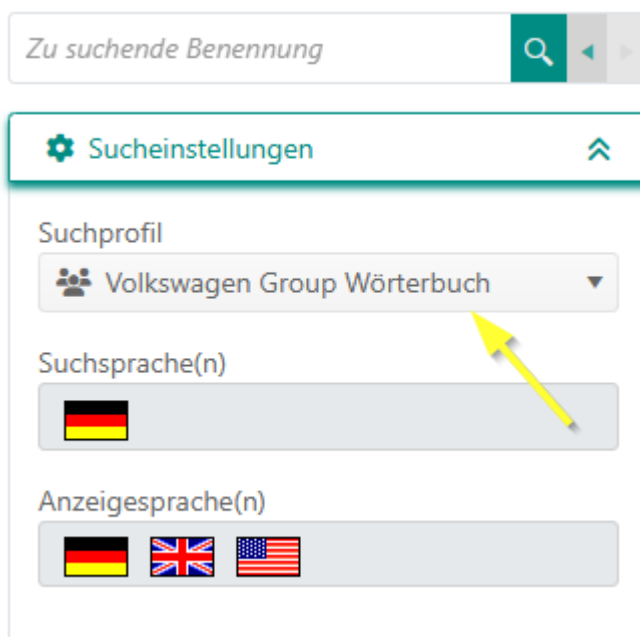 Zu suchende Benennung
Sucheinstellungen
Suchprofil
Volkswagen Group Wörterbuch
Suchsprache(n)
Anzeigesprache(n)